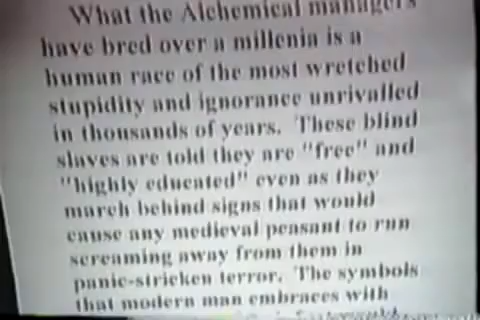 What the Alchemical managers
have bred over a millenia is a
human race of the most wretched
stupidity and ignorance unrivalled
in thousands of years. These blind
slaves are told they are "free" and
"highly educated" even as they
march behind signs that would
cause any medieval peasant to run
screaming away from them in
panic-stricken terror. The symbols
that modern man embraces with